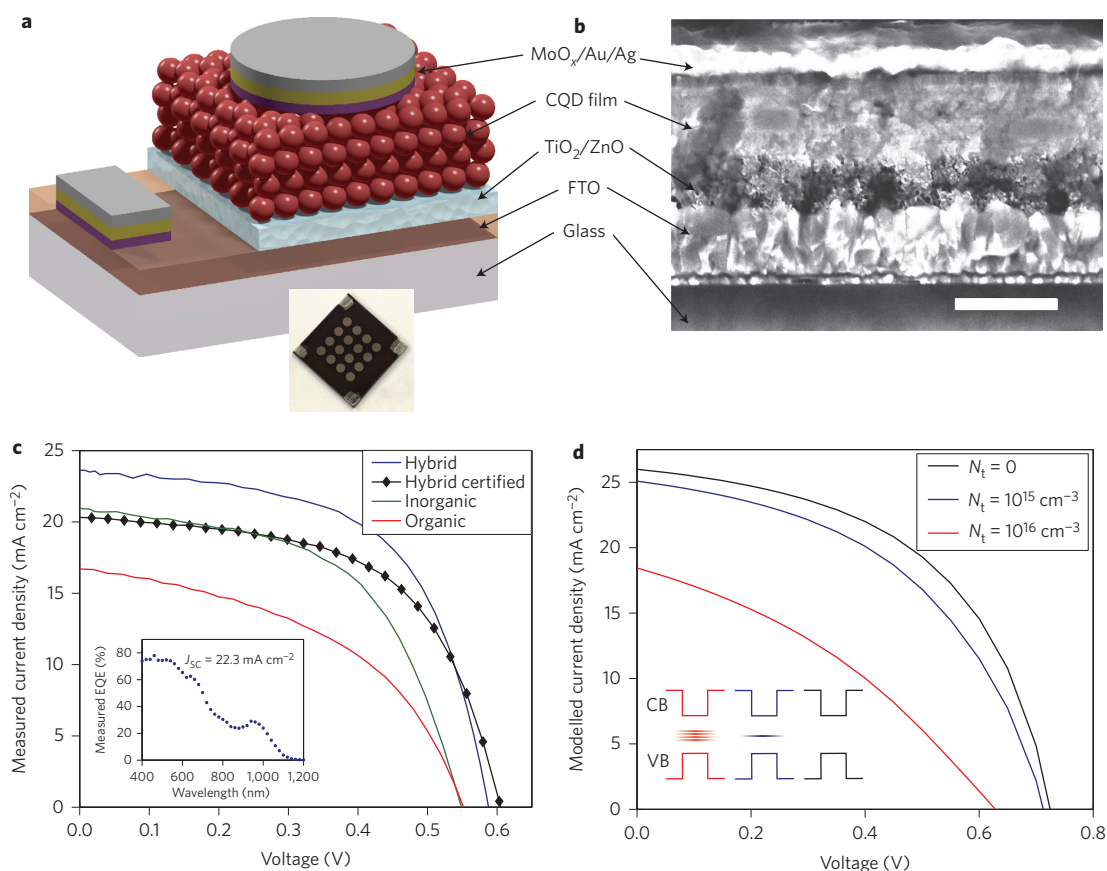 a
b
MoOₓ/Au/Ag
CQD film
TiO₂/ZnO
FTO
Glass
c
25
20
15
10
5
0
0.0
0.1
0.2
0.3
0.4
0.5
0.6
Measured current density (mA cm⁻²)
Voltage (V)
Hybrid
Hybrid certified
Inorganic
Organic
80
60
40
20
0
400
600
800
1,000
1,200
Measured EQE (%)
Wavelength (nm)
J_SC = 22.3 mA cm⁻²
d
25
20
15
10
5
0
0.0
0.2
0.4
0.6
0.8
Modelled current density (mA cm⁻²)
Voltage (V)
Nₜ = 0
Nₜ = 10¹⁵ cm⁻³
Nₜ = 10¹⁶ cm⁻³
CB
VB